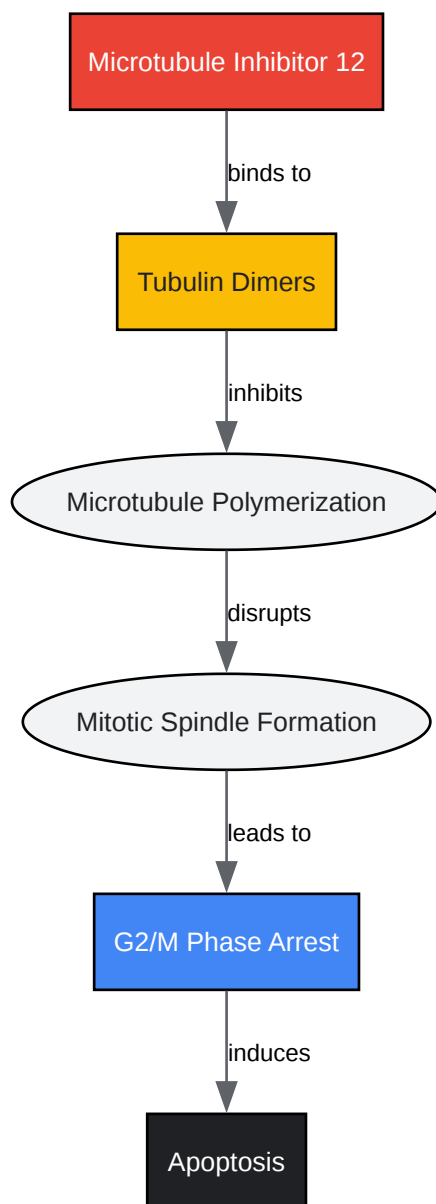 Microtubule Inhibitor 12
binds to
Tubulin Dimers
inhibits
Microtubule Polymerization
disrupts
Mitotic Spindle Formation
leads to
G2/M Phase Arrest
induces
Apoptosis